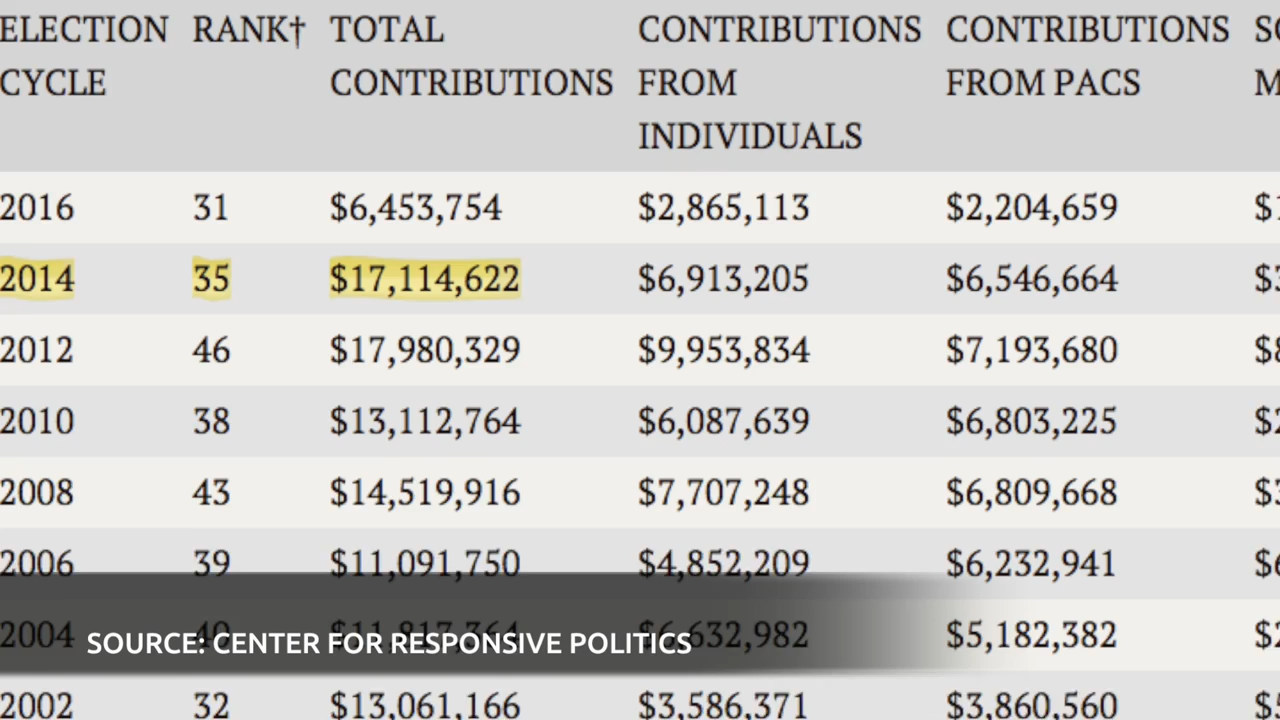 ELECTION RANK† TOTAL CONTRIBUTIONS CONTRIBUTIONS
CYCLE CONTRIBUTIONS FROM FROM PACS
INDIVIDUALS
2016 31 $6,453,754 $2,865,113 $2,204,659
2014 35 $17,114,622 $6,913,205 $6,546,664
2012 46 $17,980,329 $9,953,834 $7,193,680
2010 38 $13,112,764 $6,087,639 $6,803,225
2008 43 $14,519,916 $7,707,248 $6,809,668
2006 39 $11,091,750 $4,852,209 $6,232,941
2004 $5,182,382
SOURCE: CENTER FOR RESPONSIVE POLITICS
2002 32 $13,061,166 $3,586,371 $3,860,560